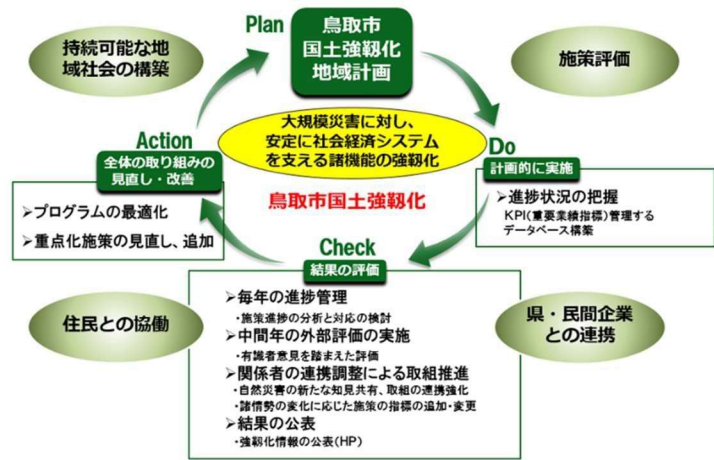 持続可能な地
域社会の構築
Plan
鳥取市
国土強靱化
地域計画
施策評価
大規模災害に対し、
安定に社会経済システム
を支える諸機能の強靱化
鳥取市国土強靱化
Do
計画的に実施
➢進捗状況の把握
KPI(重要業績指標)管理する
データベース構築
Action
全体の取り組みの
見直し・改善
➢プログラムの最適化
➢重点化施策の見直し、追加
Check
結果の評価
➢毎年の進捗管理
・施策進捗の分析と対応の検討
➢中間年の外部評価の実施
・有識者意見を踏まえた評価
➢関係者の連携調整による取組推進
・自然災害の新たな知見共有、取組の連携強化
・諸情勢の変化に応じた施策の指標の追加・変更
➢結果の公表
・強靱化情報の公表(HP)
住民との協働
県・民間企業
との連携